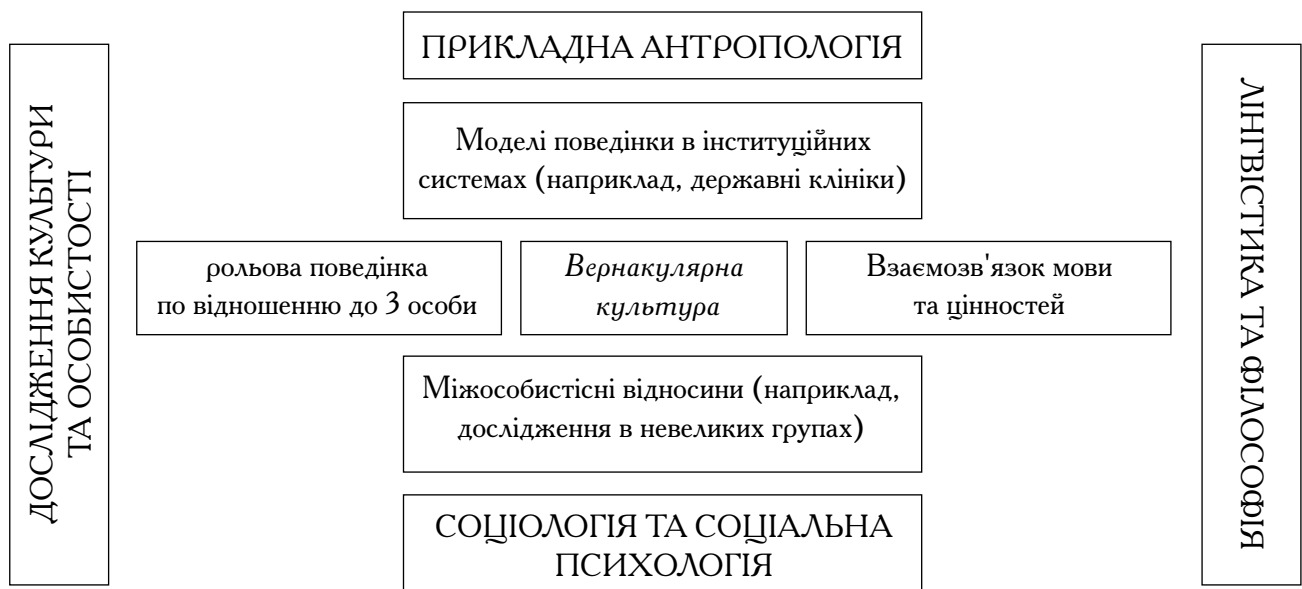 ПРИКЛАДНА АНТРОПОЛОГІЯ
ДОСЛІДЖЕННЯ КУЛЬТУРИ
ТА ОСОБИСТОСТІ
Моделі поведінки в інституційних
системах (наприклад, державні клініки)
рольова поведінка
по відношенню до 3 особи
Вернакулярна
культура
Взаємозв'язок мови
та цінностей
Міжособистісні відносини (наприклад,
дослідження в невеликих групах)
СОЦІОЛОГІЯ ТА СОЦІАЛЬНА
ПСИХОЛОГІЯ
ЛІНГВІСТИКА ТА ФІЛОСОФІЯ